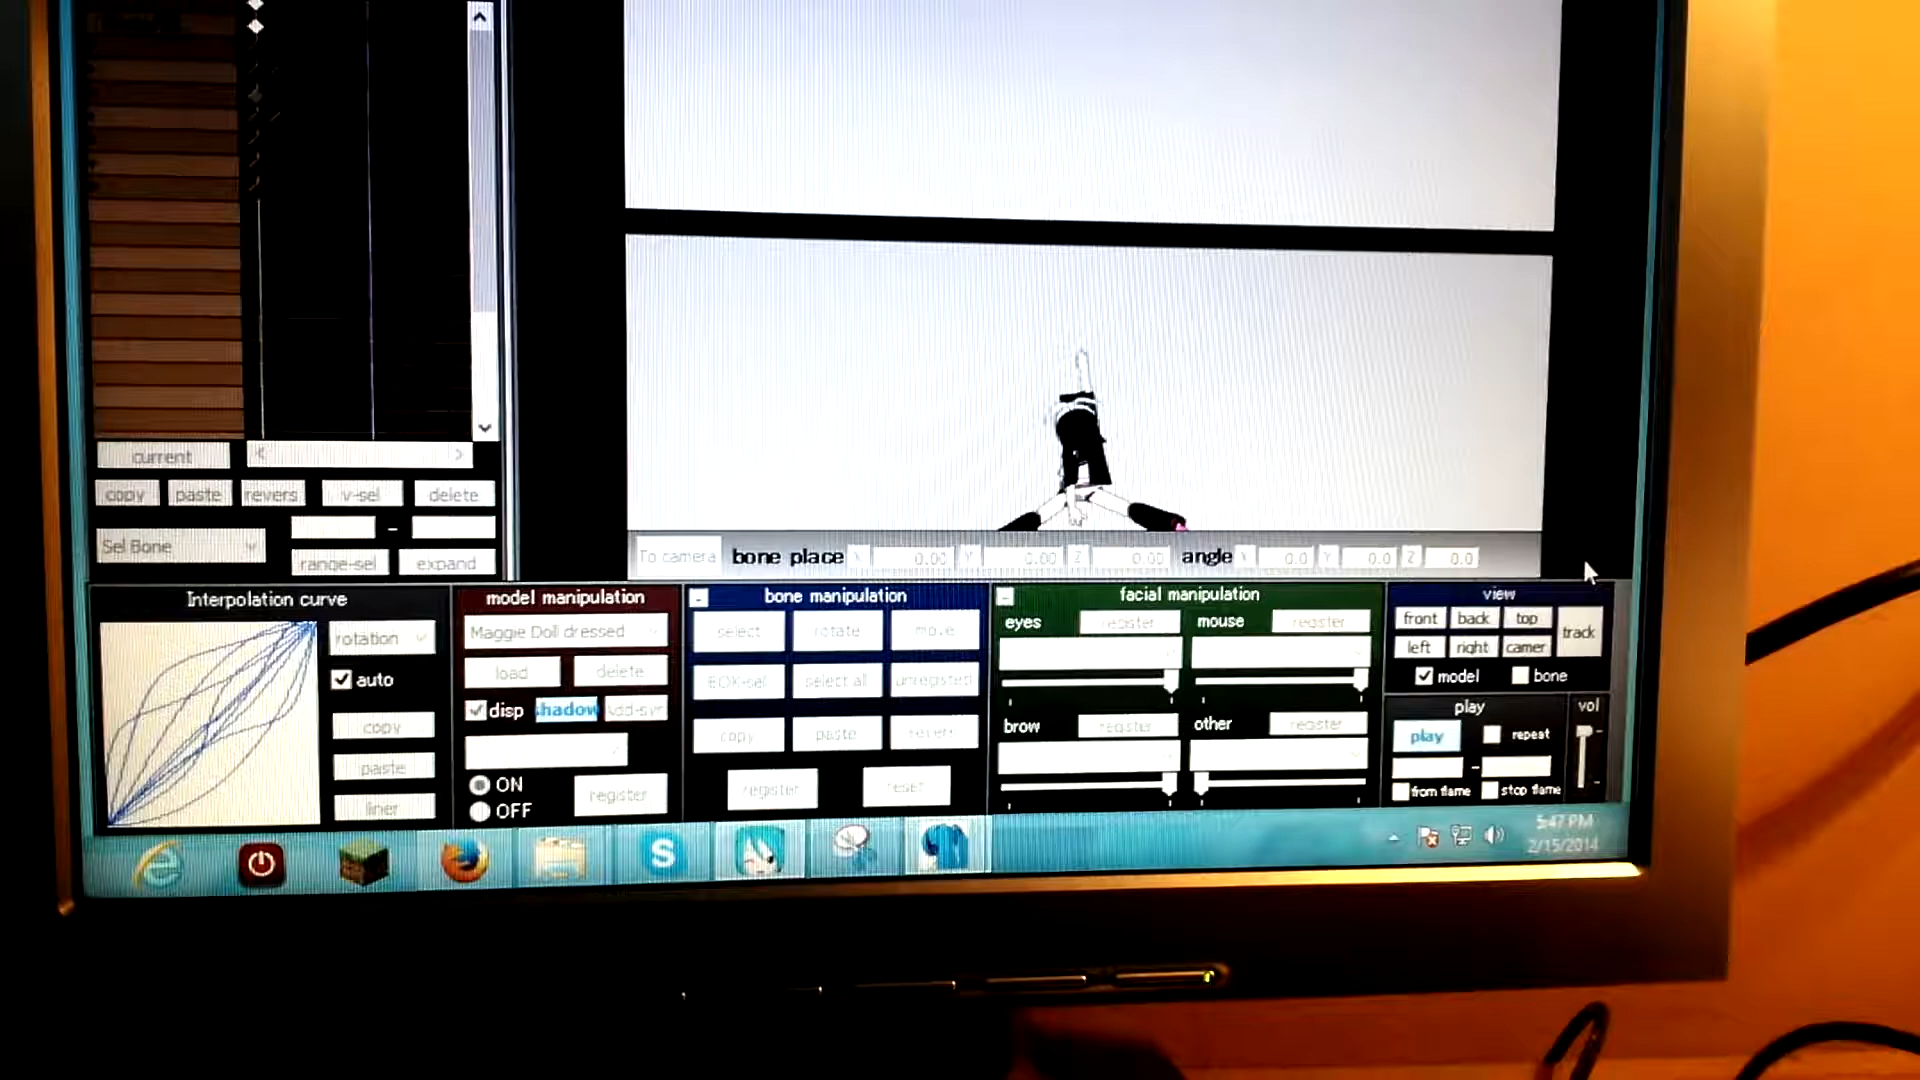 current
copy paste revers v-sel delete
-
Sel Bone
range-sel expand
To camera bone place X 0.00 Y 0.00 Z 0.00 angle X 0.0 Y 0.0 Z 0.0
Interpolation curve
rotation
auto
copy
paste
liner
model manipulation
Maggie Doll dressed
load delete
disp shadow
ON
OFF
register
bone manipulation
select rotate move
BOX-sel select all unregisted
copy paste revers
register reset
facial manipulation
eyes register mouse register
brow register other register
view
front back top
left right camer
track
model bone
play
play repeat
-
from flame stop flame
vol
S
5:47 PM
2/15/2014